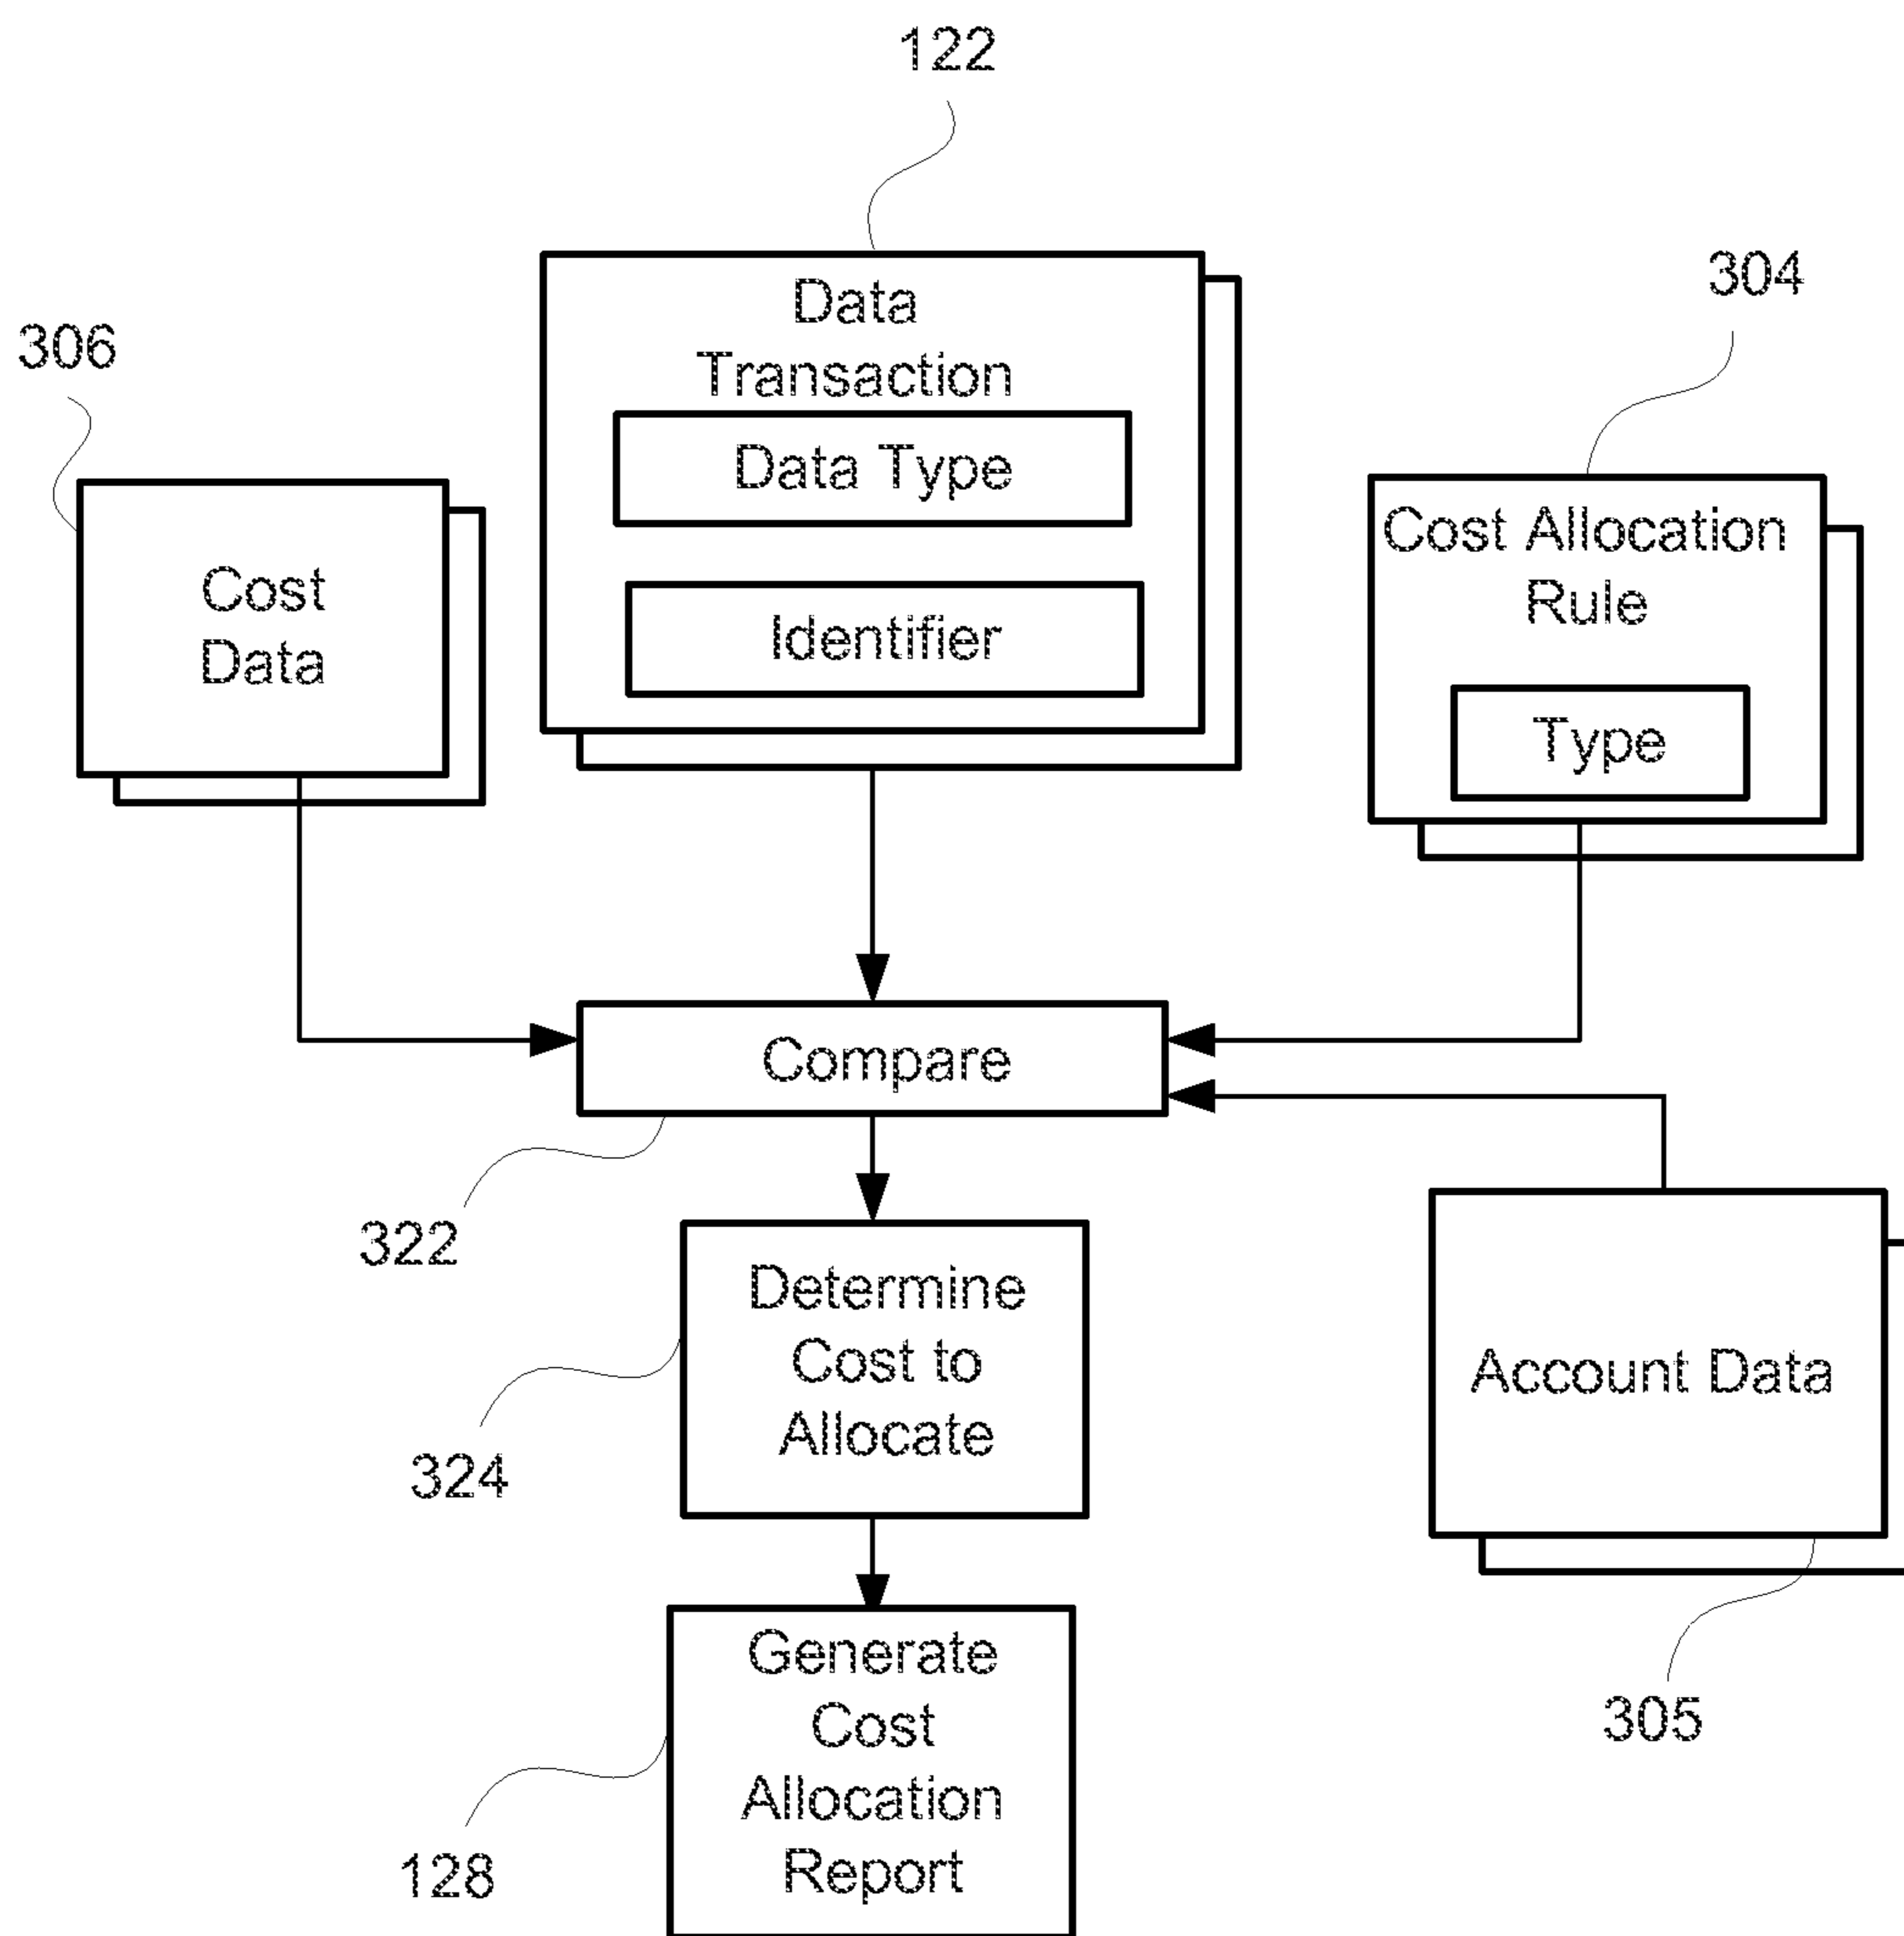 122
304
306
Data
Transaction
Data Type
Identifier
Cost
Data
Cost Allocation
Rule
Type
Compare
322
Determine
Cost to
Allocate
324
Account Data
305
Generate
Cost
Allocation
Report
128